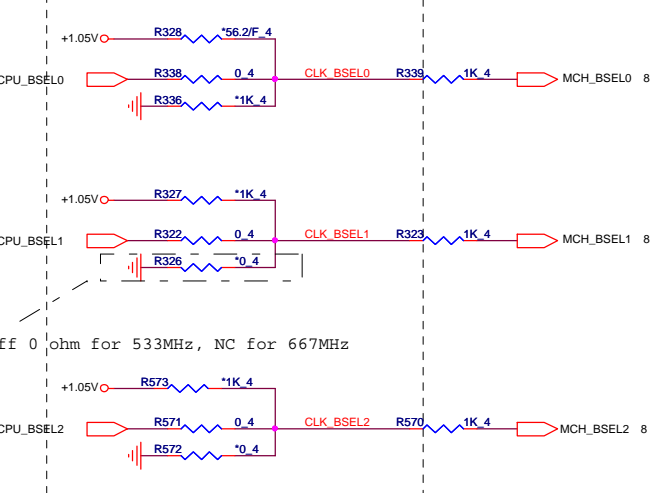 +1.05V R328 *56.2/F_4
CPU_BSEL0 R338 0_4 CLK_BSEL0 R339 1K_4 MCH_BSEL0 8
R336 *1K_4
+1.05V R327 *1K_4
CPU_BSEL1 R322 0_4 CLK_BSEL1 R323 1K_4 MCH_BSEL1 8
R326 *0_4
ff 0 ohm for 533MHz, NC for 667MHz
+1.05V R573 *1K_4
CPU_BSEL2 R571 0_4 CLK_BSEL2 R570 1K_4 MCH_BSEL2 8
R572 *0_4